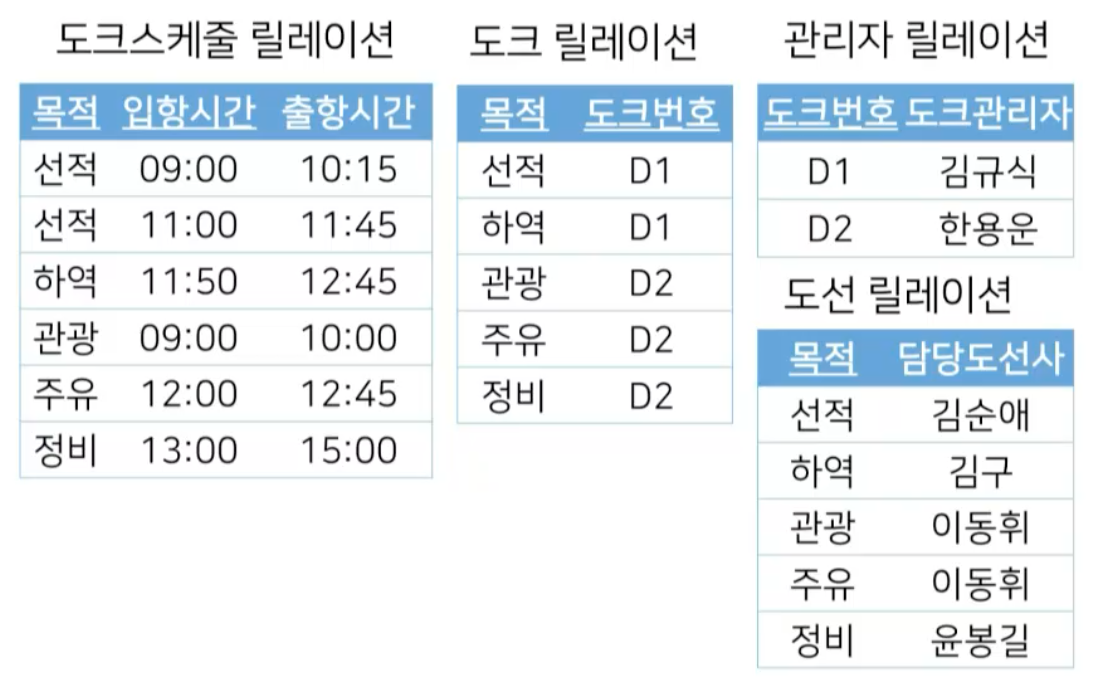 도크스케줄 릴레이션
목적 입항시간 출항시간
선적 09:00 10:15
선적 11:00 11:45
하역 11:50 12:45
관광 09:00 10:00
주유 12:00 12:45
정비 13:00 15:00
도크 릴레이션
목적 도크번호
선적 D1
하역 D1
관광 D2
주유 D2
정비 D2
관리자 릴레이션
도크번호 도크관리자
D1 김규식
D2 한용운
도선 릴레이션
목적 담당도선사
선적 김순애
하역 김구
관광 이동휘
주유 이동휘
정비 윤봉길